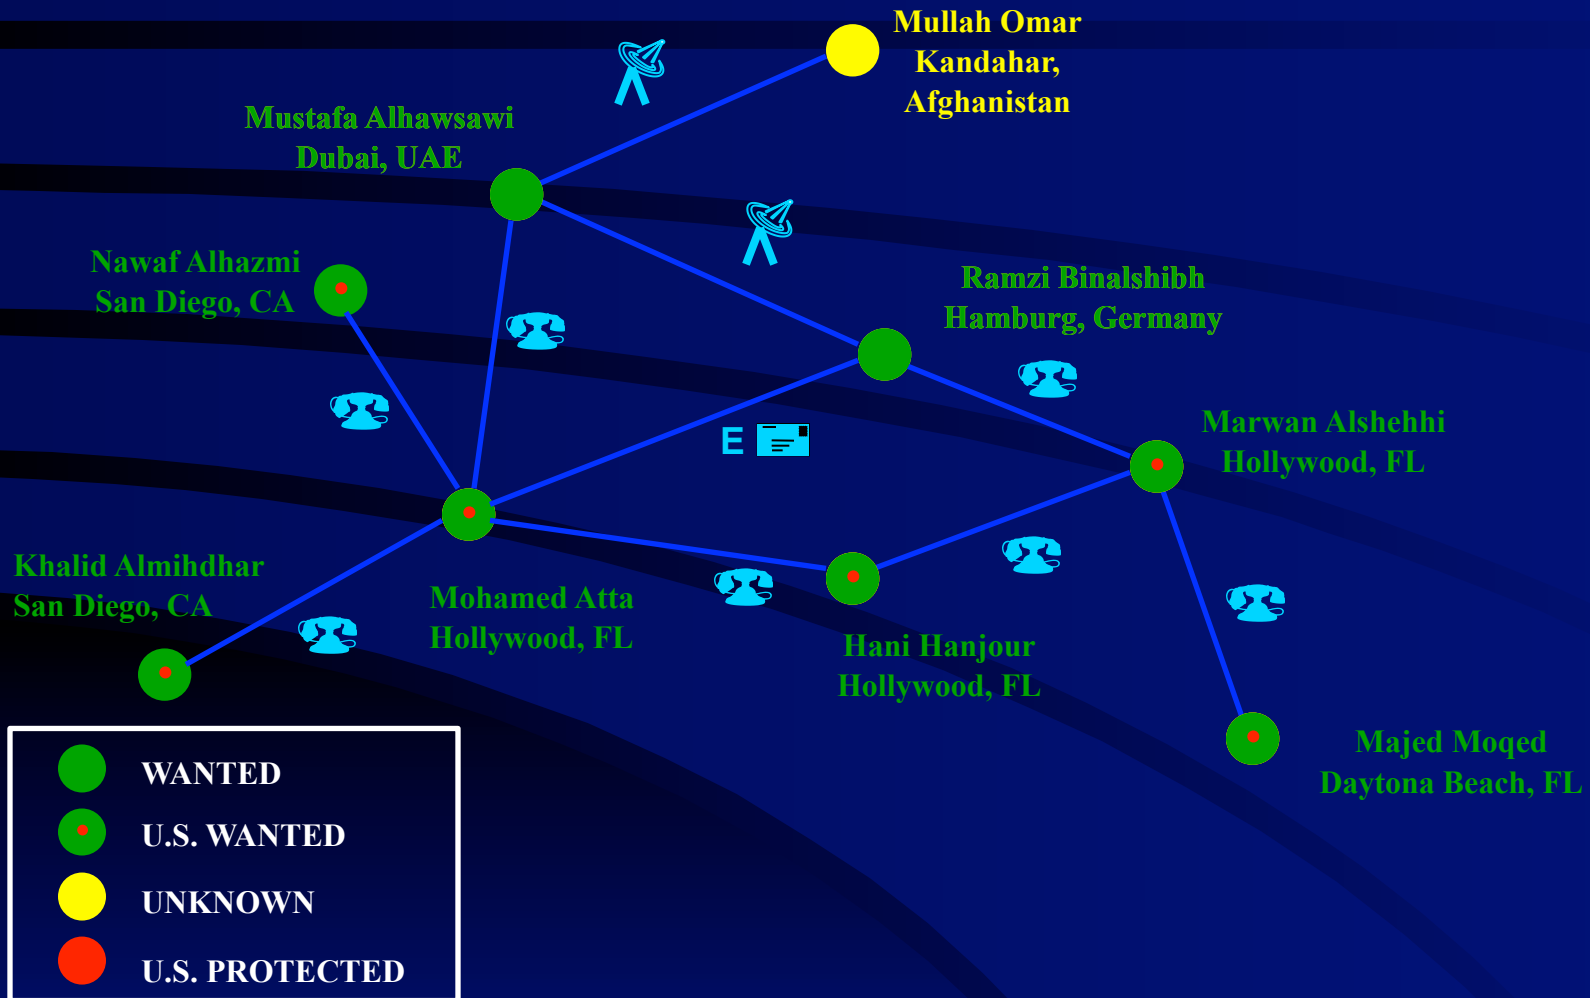 Mullah Omar
Kandahar,
Afghanistan
Mustafa Alhawsawi
Dubai, UAE
Nawaf Alhazmi
San Diego, CA
Ramzi Binalshibh
Hamburg, Germany
Marwan Alshehhi
Hollywood, FL
E
Khalid Almihdhar
San Diego, CA
Mohamed Atta
Hollywood, FL
Hani Hanjour
Hollywood, FL
Majed Moqed
Daytona Beach, FL
WANTED
U.S. WANTED
UNKNOWN
U.S. PROTECTED